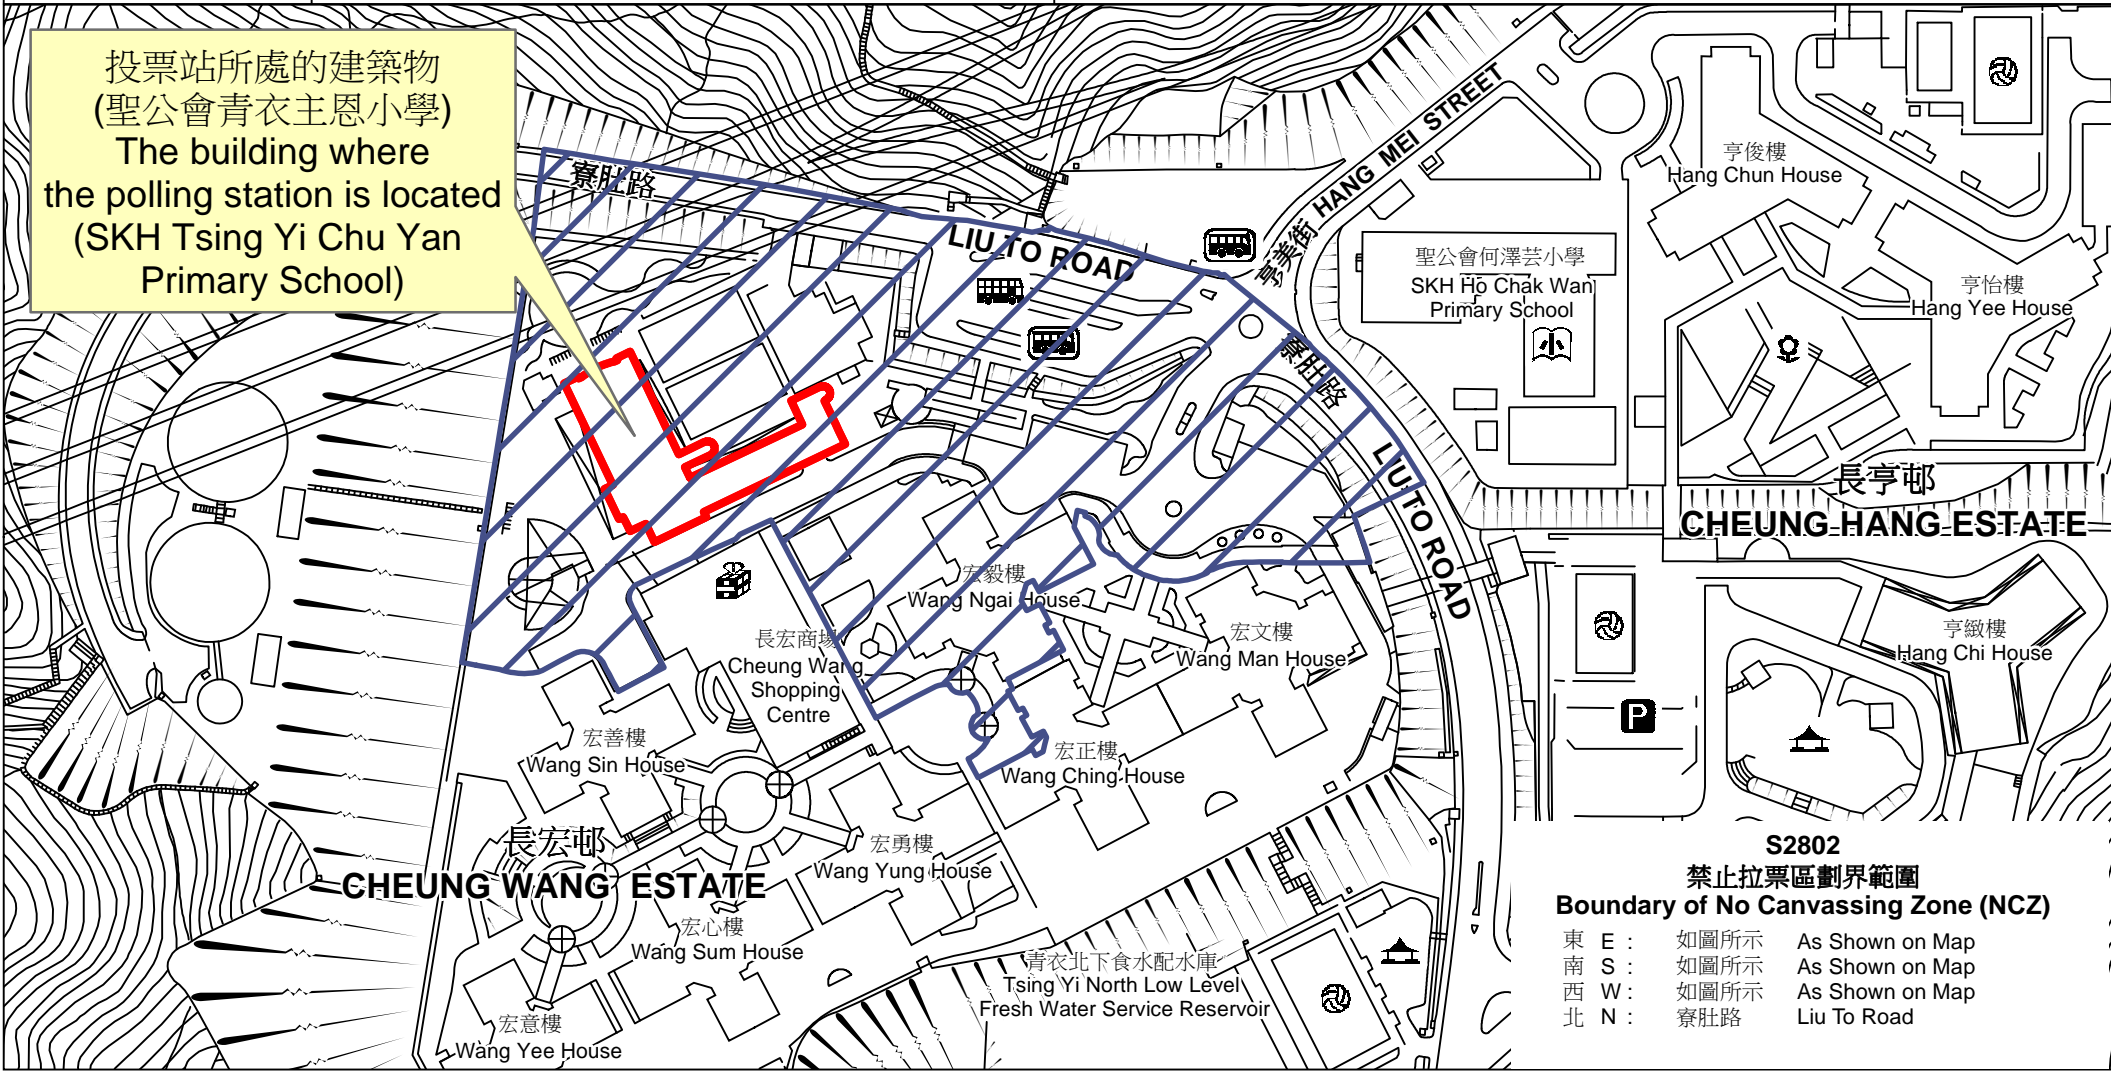 投票站所處的建築物
(聖公會青衣主恩小學)
The building where
the polling station is located
(SKH Tsing Yi Chu Yan
Primary School)
寮肚路
LIU TO ROAD
亨美街 HANG MEI STREET
亨俊樓
Hang Chun House
聖公會何澤芸小學
SKH Ho Chak Wan
Primary School
小
亨怡樓
Hang Yee House
寮肚路
LIU TO ROAD
長亨邨
CHEUNG HANG ESTATE
宏毅樓
Wang Ngai House
長宏商場
Cheung Wang
Shopping
Centre
宏文樓
Wang Man House
亨緻樓
Hang Chi House
P
宏善樓
Wang Sin House
宏正樓
Wang Ching House
長宏邨
CHEUNG WANG ESTATE
宏勇樓
Wang Yung House
宏心樓
Wang Sum House
青衣北下食水配水庫
Tsing Yi North Low Level
Fresh Water Service Reservoir
宏意樓
Wang Yee House
S2802
禁止拉票區劃界範圍
Boundary of No Canvassing Zone (NCZ)
東 E : 如圖所示 As Shown on Map
南 S : 如圖所示 As Shown on Map
西 W : 如圖所示 As Shown on Map
北 N : 寮肚路 Liu To Road